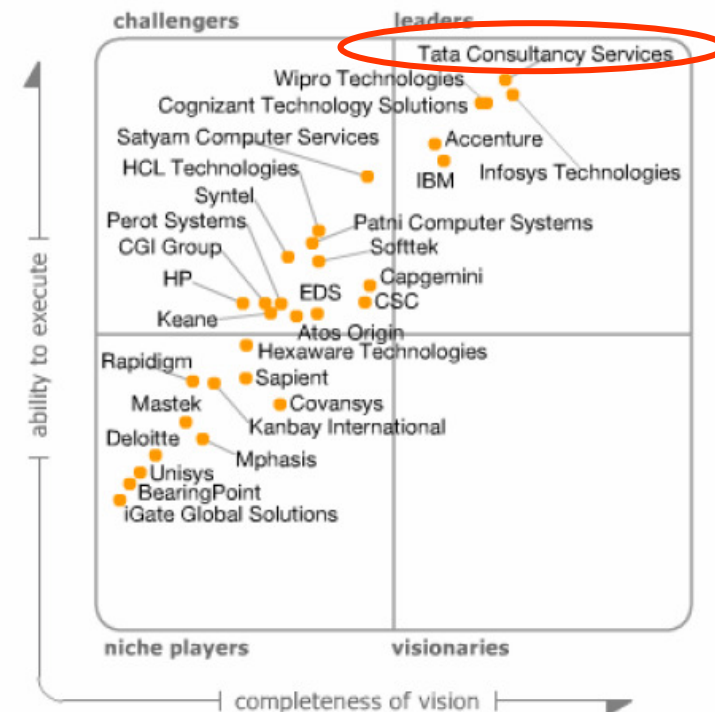 challengers
leaders
Tata Consultancy Services
Wipro Technologies
Cognizant Technology Solutions
Satyam Computer Services
Accenture
HCL Technologies
IBM
Infosys Technologies
Syntel
Perot Systems
Patni Computer Systems
CGI Group
Softtek
HP
Capgemini
EDS
CSC
Keane
Atos Origin
Hexaware Technologies
Rapidigm
Sapient
Mastek
Covansys
Kanbay International
Deloitte
Mphasis
Unisys
BearingPoint
iGate Global Solutions
ability to execute
niche players
visionaries
completeness of vision